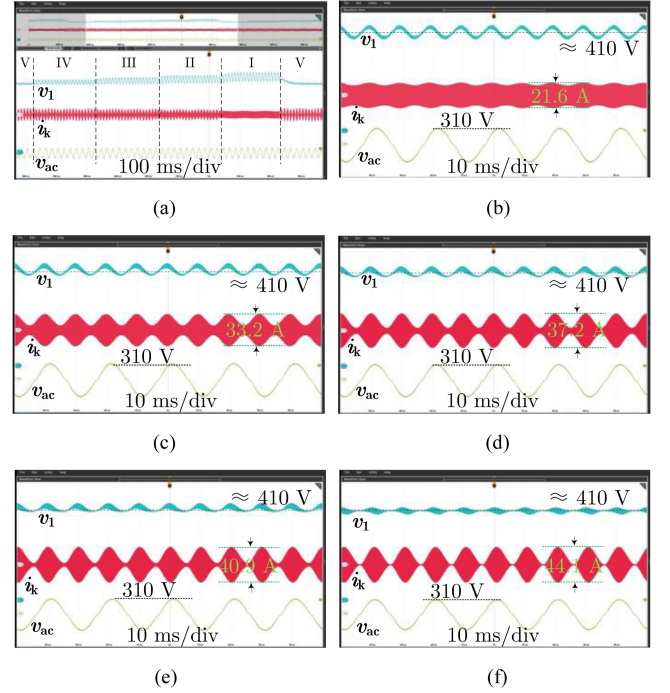 V IV III II I V
v1
ik
vac
100 ms/div
(a)
≈ 410 V
v1
21.6 A
ik
310 V
vac
10 ms/div
(b)
v1
≈ 410 V
33.2 A
ik
310 V
vac
10 ms/div
(c)
v1
≈ 410 V
37.2 A
ik
310 V
vac
10 ms/div
(d)
≈ 410 V
v1
40.9 A
ik
310 V
vac
10 ms/div
(e)
≈ 410 V
v1
44.1 A
ik
310 V
vac
10 ms/div
(f)